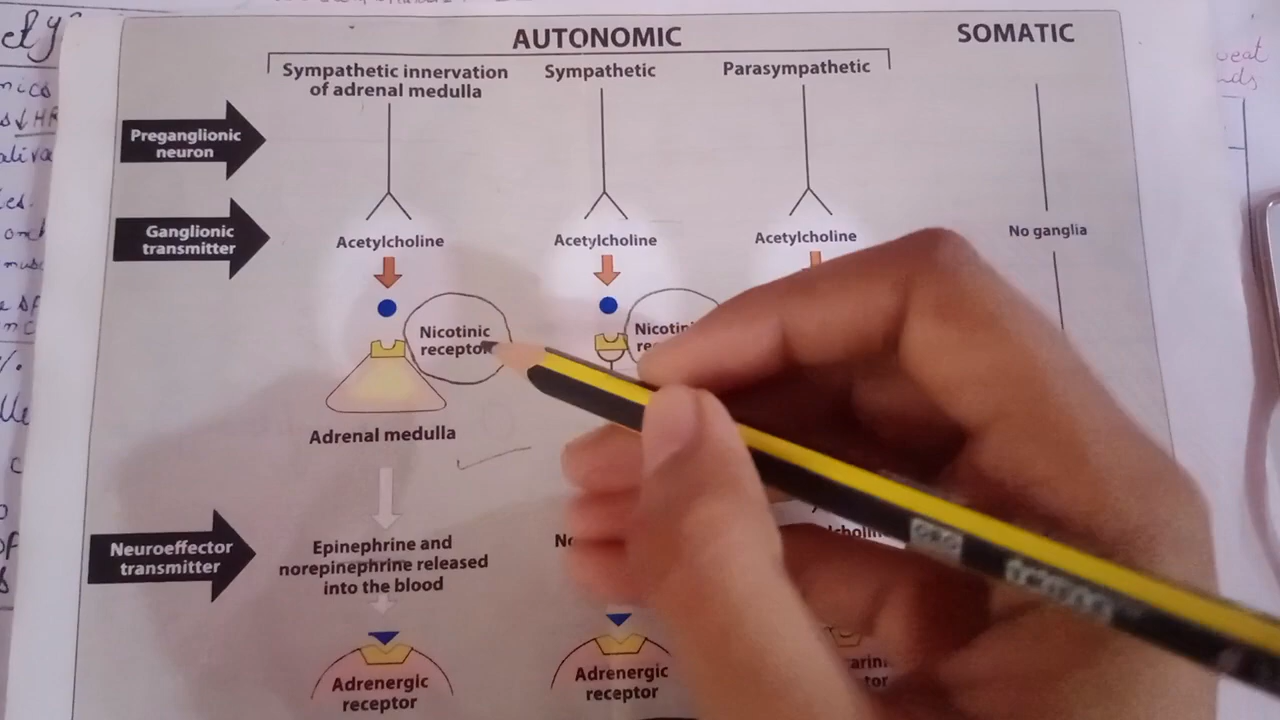 AUTONOMIC
SOMATIC
Sympathetic innervation
of adrenal medulla
Sympathetic
Parasympathetic
Preganglionic
neuron
Ganglionic
transmitter
Acetylcholine
Acetylcholine
Acetylcholine
No ganglia
Nicotinic
receptor
Adrenal medulla
Neuroeffector
transmitter
Epinephrine and
norepinephrine released
into the blood
Adrenergic
receptor
Adrenergic
receptor
↓HR